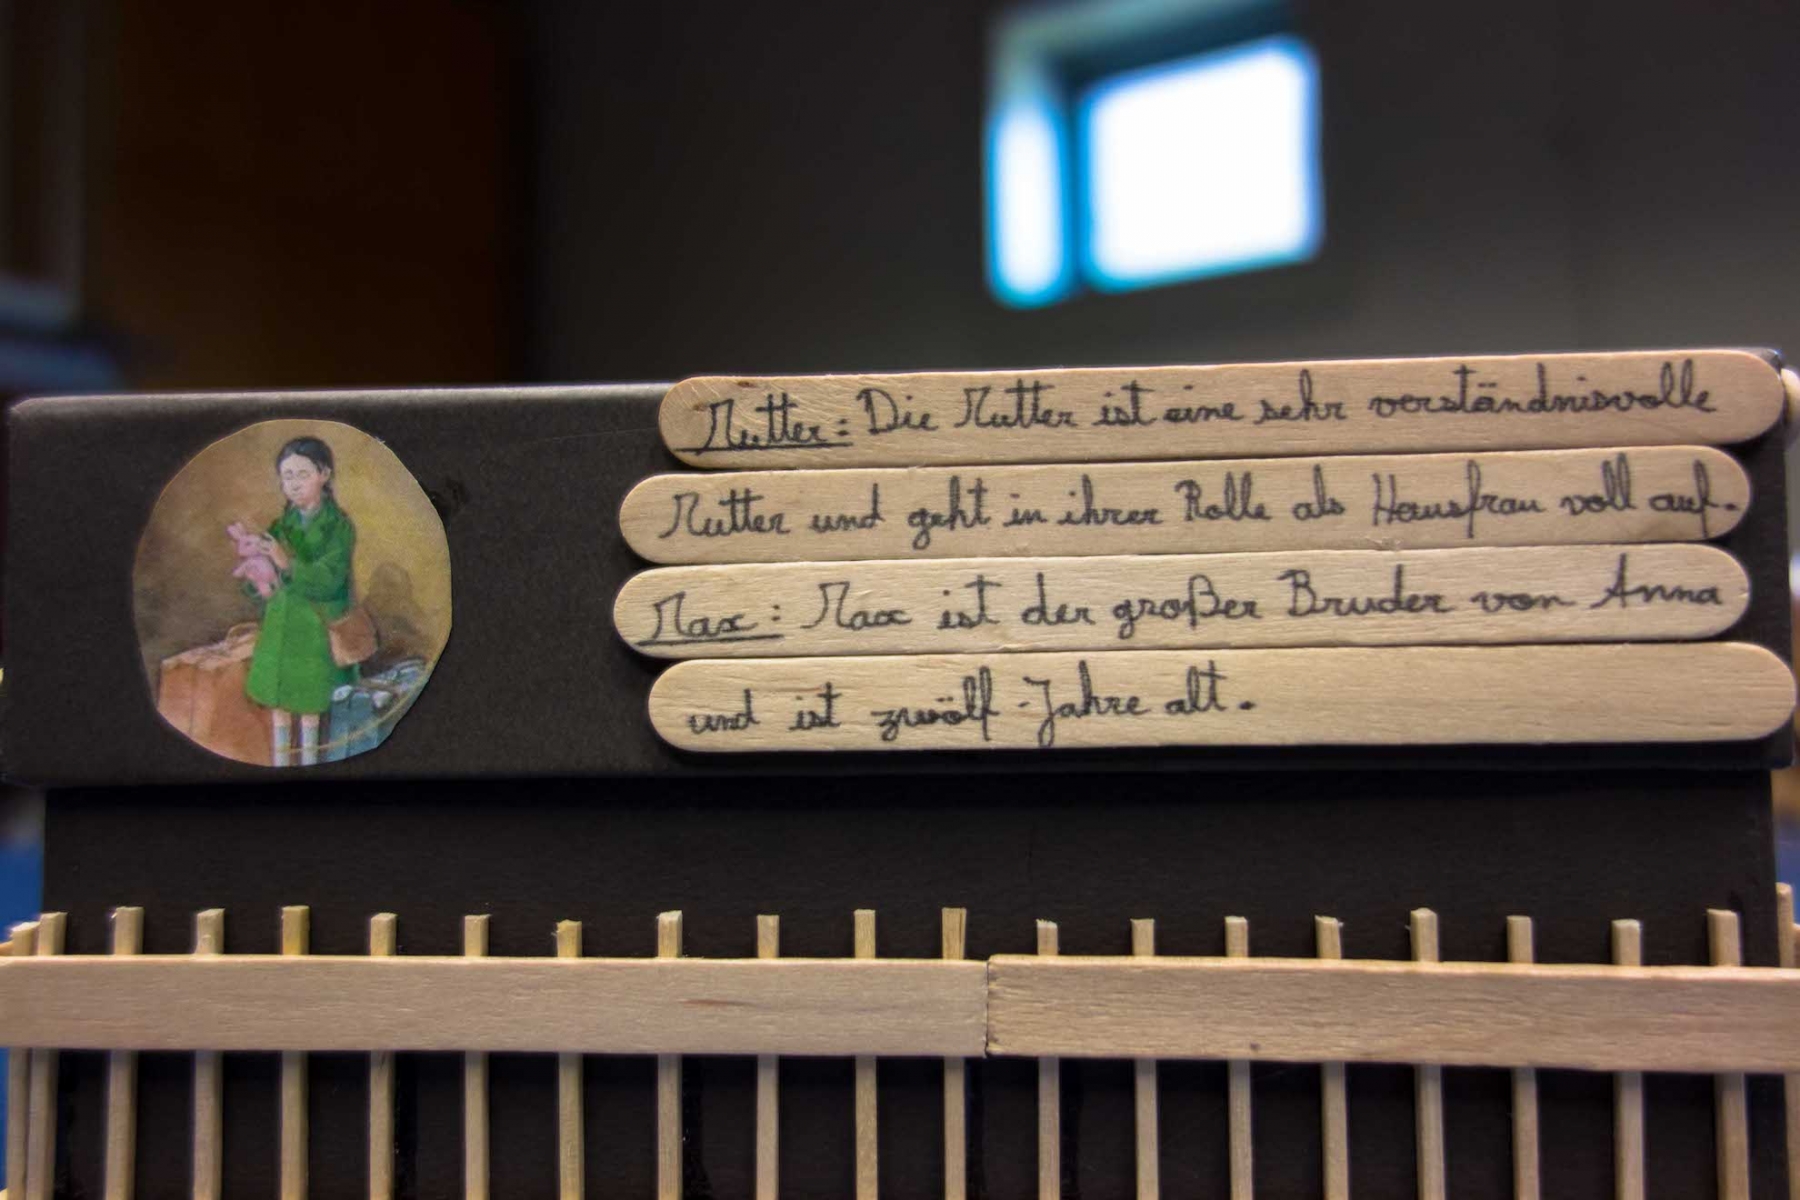 Mutter: Die Mutter ist eine sehr verständnisvolle
Mutter und geht in ihrer Rolle als Hausfrau voll auf.
Max: Max ist der großer Bruder von Anna
und ist zwölf Jahre alt.